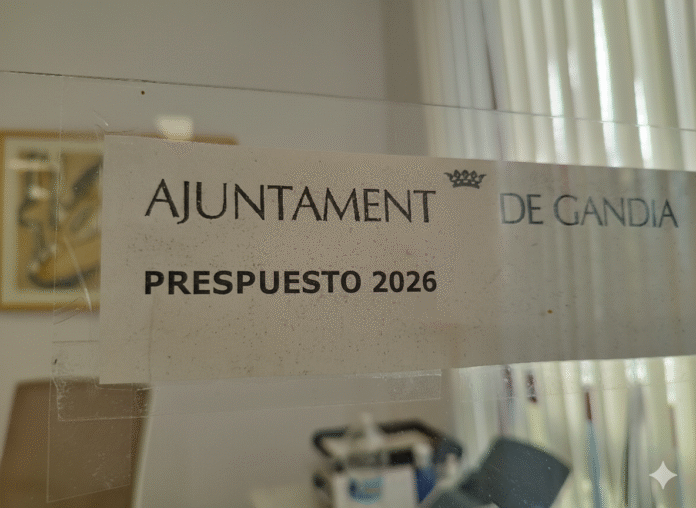 AJUNTAMENT DE GANDIA
PRESPUESTO 2026